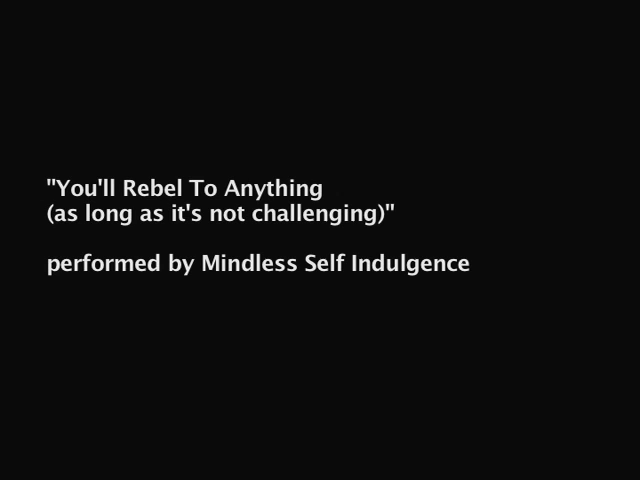 "You'll Rebel To Anything
(as long as it's not challenging)"
performed by Mindless Self Indulgence